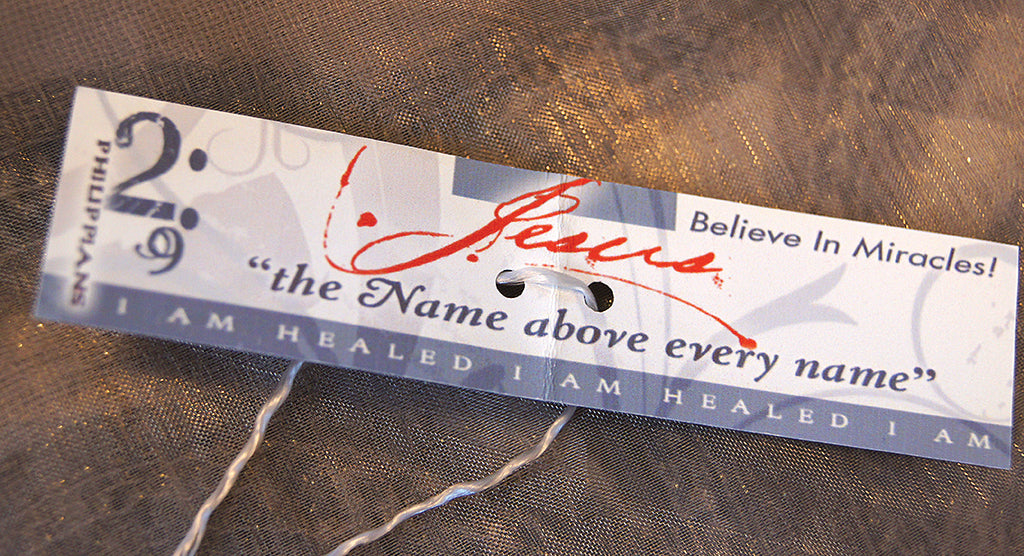 PHILIPPIANS
2:9
Jesus
Believe In Miracles!
“the Name above every name”
I AM HEALED I AM HEALED I AM